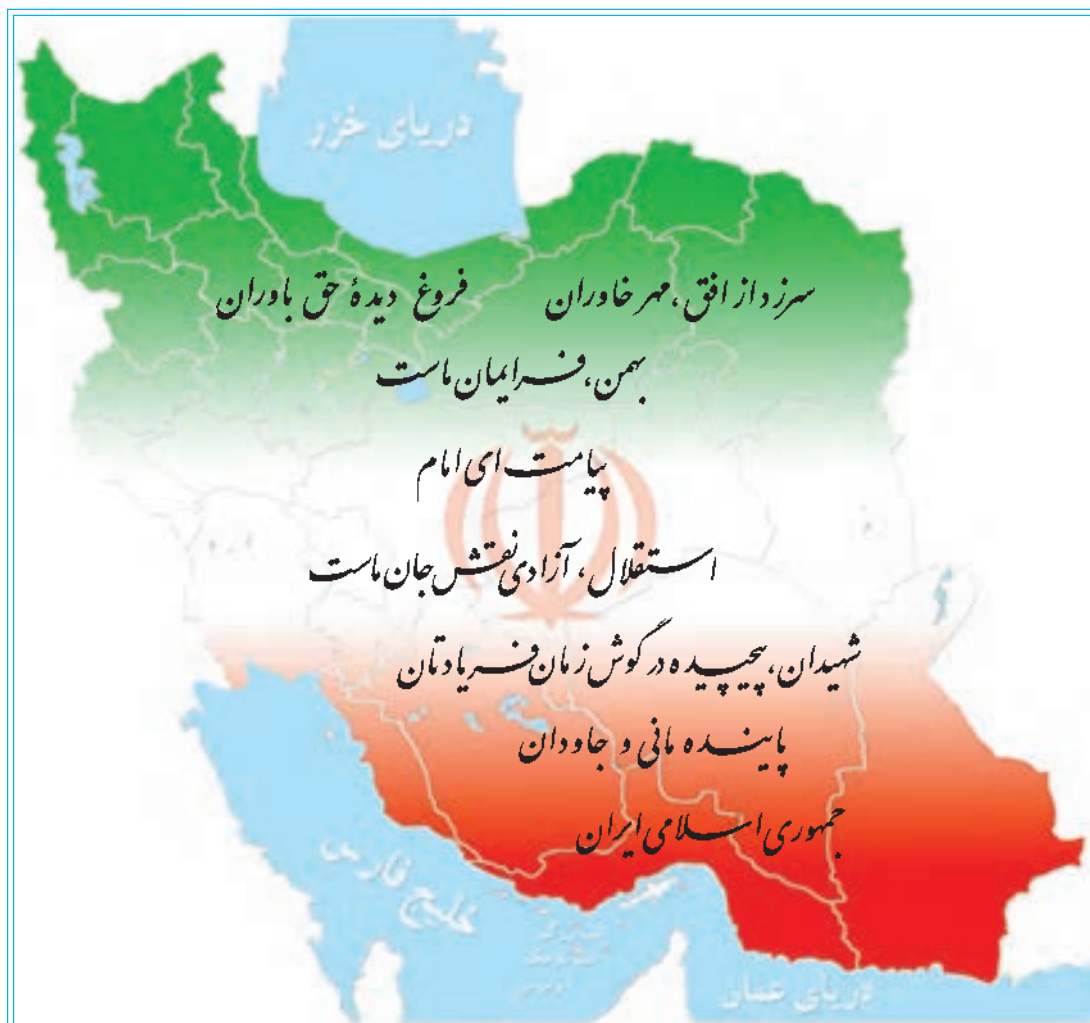 دریای خزر
سرزد از افق، مهر خاوران فروغ دیدهٔ حق باوران
بهمن، فر ایمان ماست
پیامت ای امام
استقلال، آزادی نقش جان ماست
شهیدان، پیچیده در گوش زمان فریادتان
پاینده مانی و جاودان
جمهوری اسلامی ایران
خلیج فارس
دریای عمان